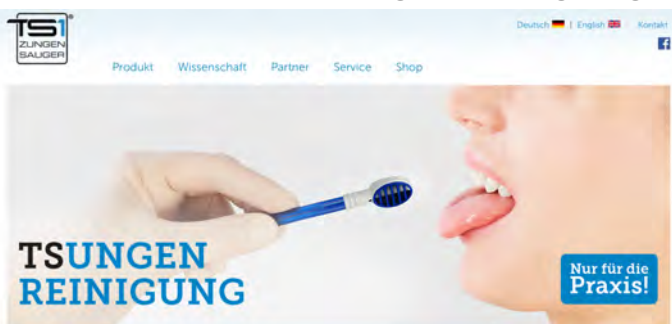 TS1®
ZUNGEN
SAUGER
Deutsch | English Kontakt
Produkt Wissenschaft Partner Service Shop
TSUNGEN
REINIGUNG
Nur für die
Praxis!